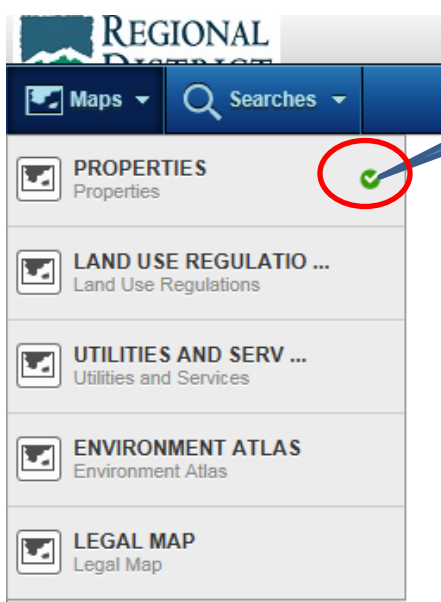 REGIONAL
DISTRICT
Maps
Searches
PROPERTIES
Properties
LAND USE REGULATIO ...
Land Use Regulations
UTILITIES AND SERV ...
Utilities and Services
ENVIRONMENT ATLAS
Environment Atlas
LEGAL MAP
Legal Map